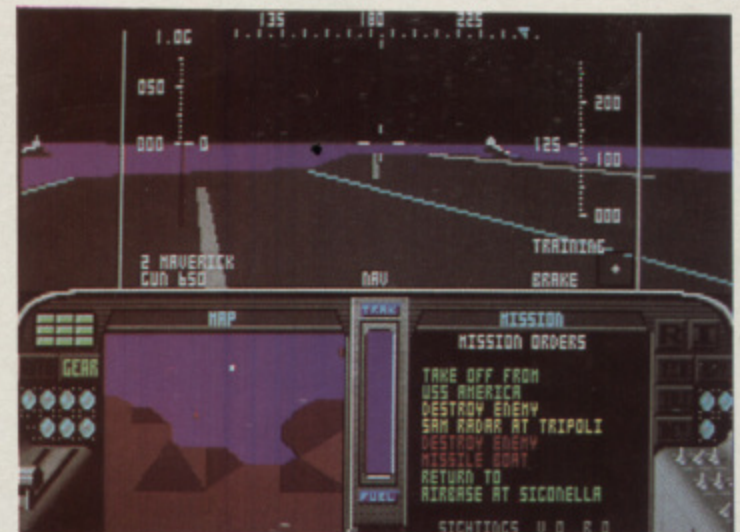 135 180 225
1.0G
050
200
000 0
125
100
000
TRAINING
2 MAVERICK
GUN 650
NAV
BRAKE
TRAK
MAP
MISSION
MISSION ORDERS
GEAR
TAKE OFF FROM
USS AMERICA
DESTROY ENEMY
SAM RADAR AT TRIPOLI
DESTROY ENEMY
MISSILE BOAT
RETURN TO
AIRBASE AT SIGONELLA
FUEL
SIGHTINGS